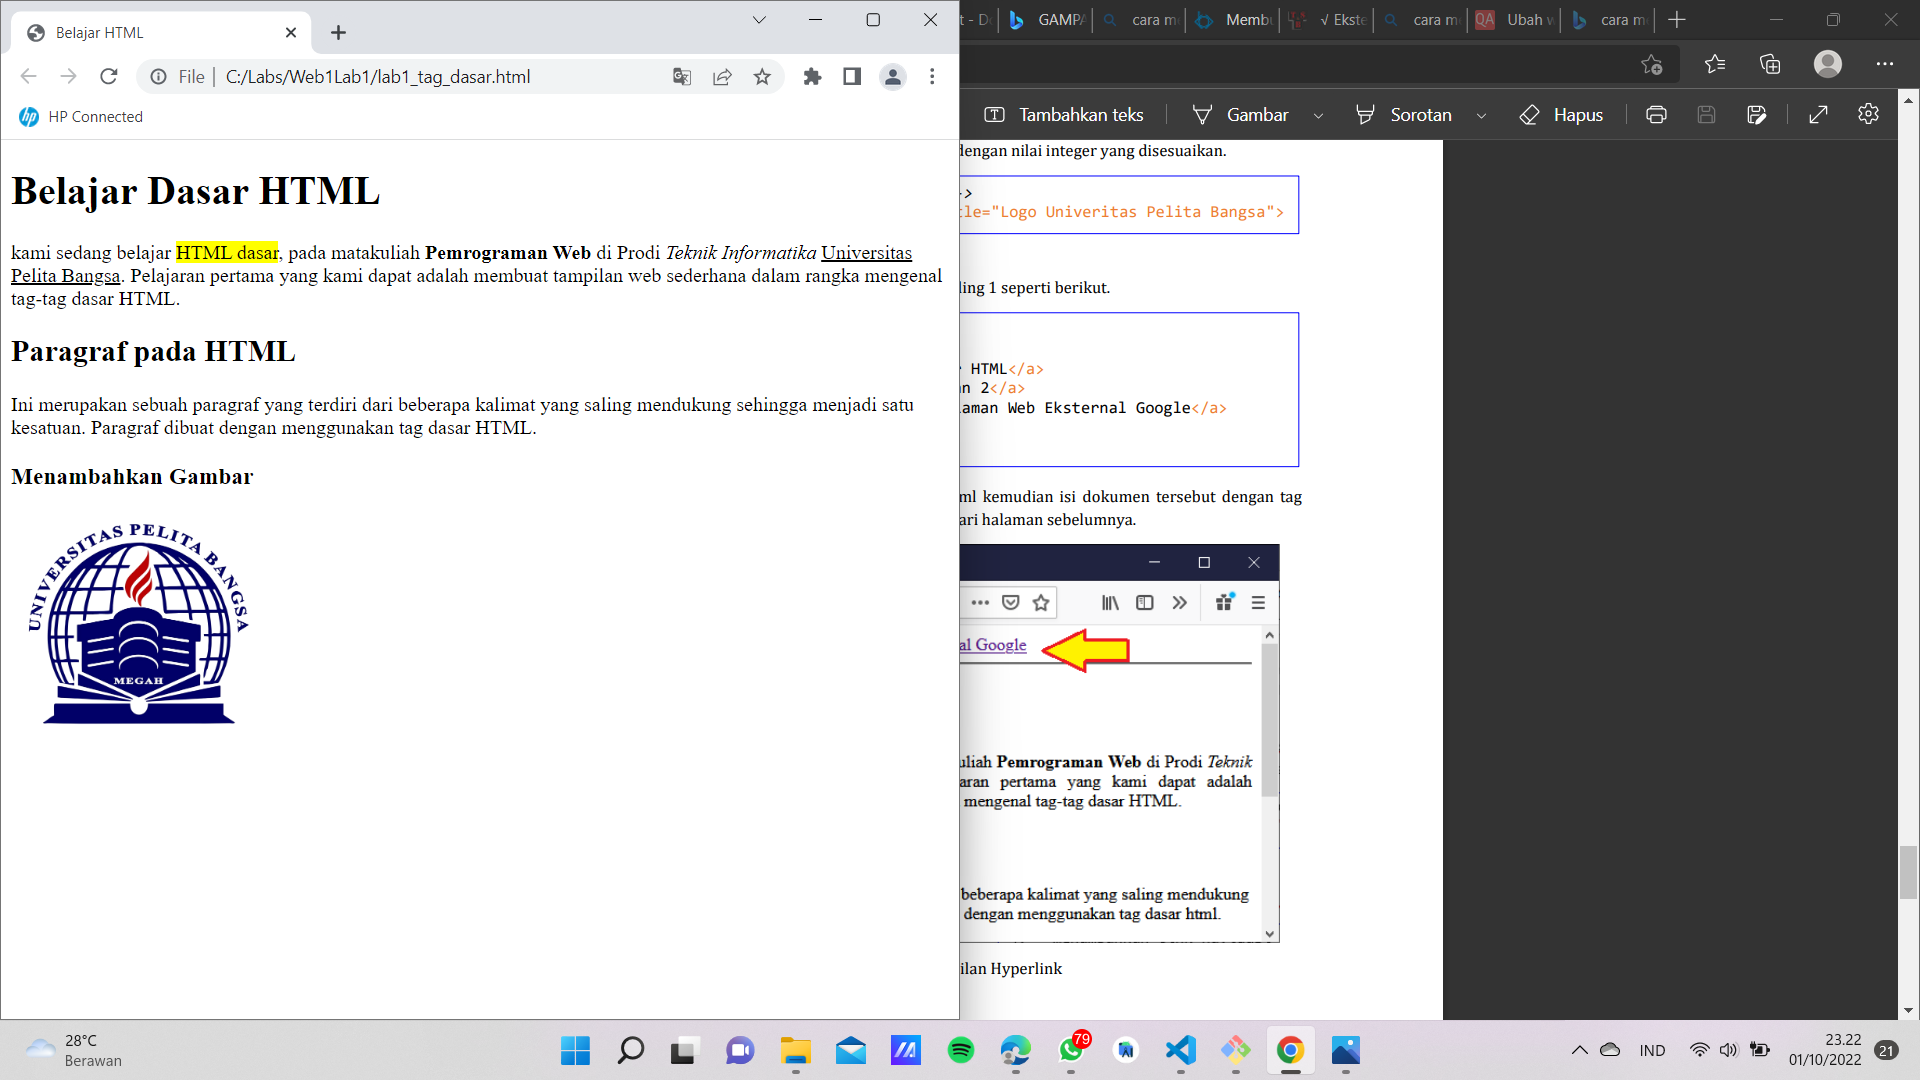 Belajar HTML
File
C:/Labs/Web1Lab1/lab1_tag_dasar.html
HP Connected
Belajar Dasar HTML
kami sedang belajar HTML dasar, pada matakuliah Pemrograman Web di Prodi Teknik Informatika Universitas
Pelita Bangsa. Pelajaran pertama yang kami dapat adalah membuat tampilan web sederhana dalam rangka mengenal
tag-tag dasar HTML.
Paragraf pada HTML
Ini merupakan sebuah paragraf yang terdiri dari beberapa kalimat yang saling mendukung sehingga menjadi satu
kesatuan. Paragraf dibuat dengan menggunakan tag dasar HTML.
Menambahkan Gambar
UNIVERSITAS PELITA BANGSA
MEGAH
GAMPA cara m Memb √ Ekste cara m QA Ubah w cara m
Tambahkan teks Gambar Sorotan Hapus
dengan nilai integer yang disesuaikan.
->
tle="Logo Univeritas Pelita Bangsa">
ling 1 seperti berikut.
HTML</a>
an 2</a>
laman Web Eksternal Google</a>
ml kemudian isi dokumen tersebut dengan tag
ari halaman sebelumnya.
al Google
uliah Pemrograman Web di Prodi Teknik
aran pertama yang kami dapat adalah
mengenal tag-tag dasar HTML.
beberapa kalimat yang saling mendukung
dengan menggunakan tag dasar html.
ilan Hyperlink
28°C
Berawan
79
IND
23.22
01/10/2022
21